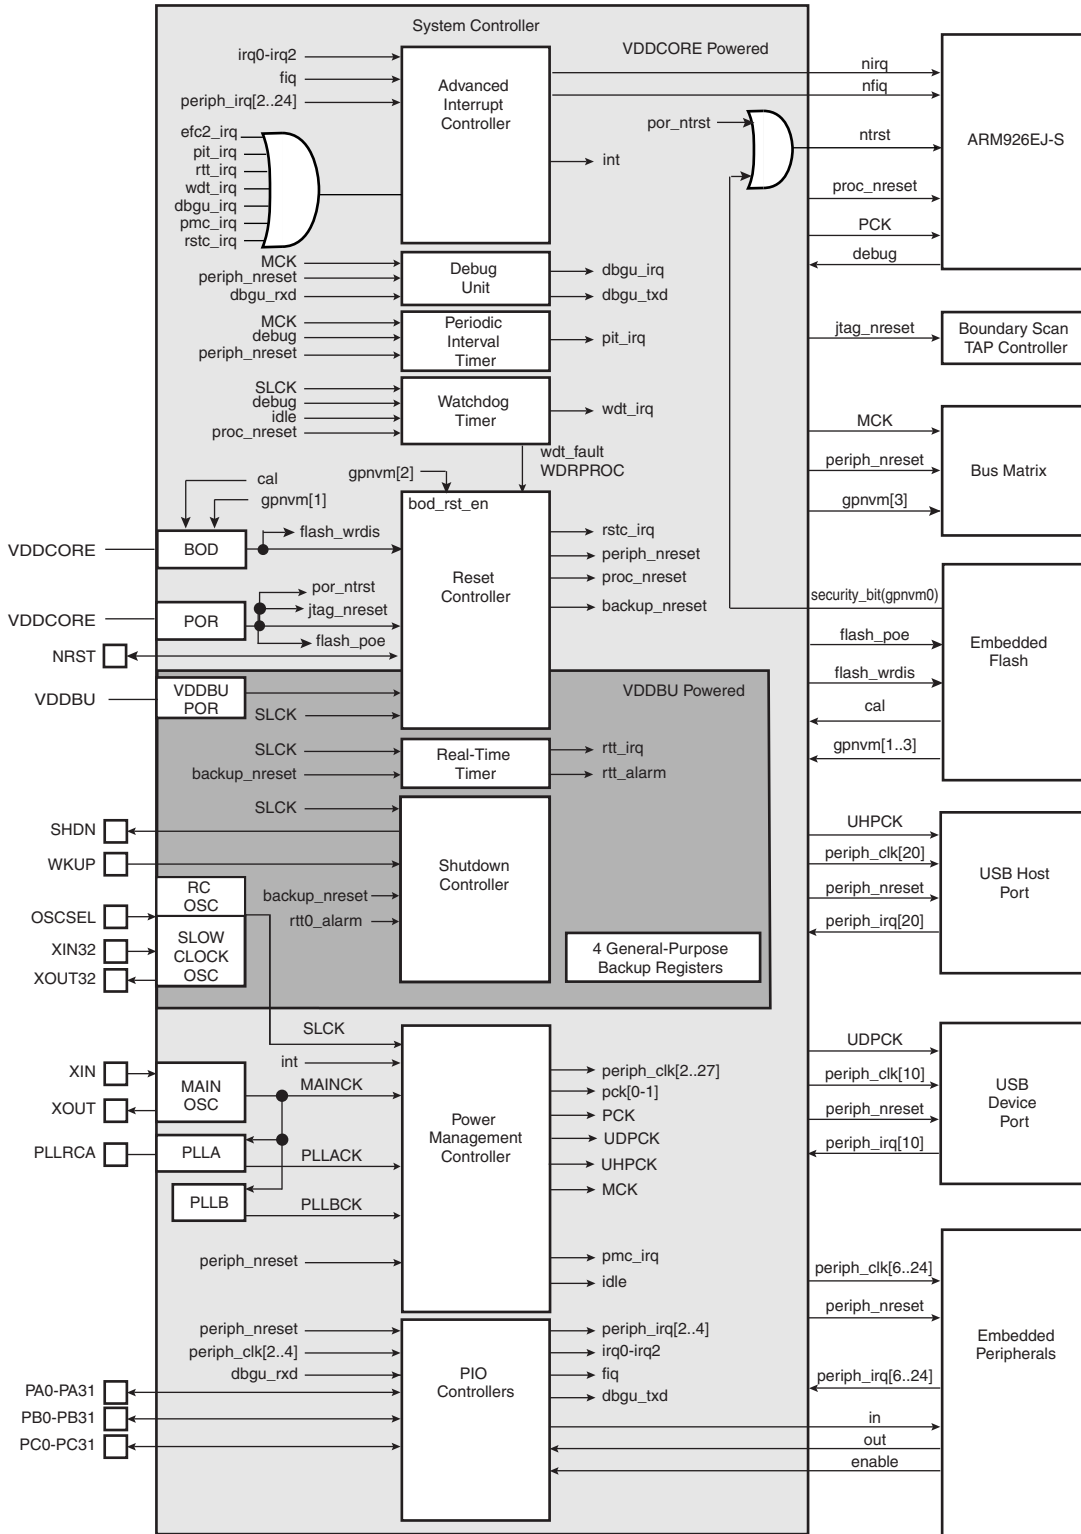 System Controller
VDDCORE Powered
irq0-irq2
fiq
periph_irq[2..24]
efc2_irq
pit_irq
rtt_irq
wdt_irq
dbgu_irq
pmc_irq
rstc_irq
Advanced
Interrupt
Controller
int
por_ntrst
nirq
nfiq
ntrst
proc_nreset
PCK
debug
ARM926EJ-S
MCK
periph_nreset
dbgu_rxd
Debug
Unit
dbgu_irq
dbgu_txd
MCK
debug
periph_nreset
Periodic
Interval
Timer
pit_irq
jtag_nreset
Boundary Scan
TAP Controller
SLCK
debug
idle
proc_nreset
Watchdog
Timer
wdt_irq
wdt_fault
WDRPROC
MCK
periph_nreset
gpnvm[3]
Bus Matrix
gpnvm[2]
cal
gpnvm[1]
bod_rst_en
VDDCORE
BOD
flash_wrdis
Reset
Controller
rstc_irq
periph_nreset
proc_nreset
backup_nreset
VDDCORE
POR
por_ntrst
jtag_nreset
flash_poe
NRST
security_bit(gpnvm0)
flash_poe
flash_wrdis
cal
gpnvm[1..3]
Embedded
Flash
VDDBU
VDDBU
POR
SLCK
VDDBU Powered
SLCK
backup_nreset
Real-Time
Timer
rtt_irq
rtt_alarm
SLCK
SHDN
WKUP
backup_nreset
rtt0_alarm
Shutdown
Controller
4 General-Purpose
Backup Registers
RC
OSC
OSCSEL
XIN32
XOUT32
SLOW
CLOCK
OSC
UHPCK
periph_clk[20]
periph_nreset
periph_irq[20]
USB Host
Port
SLCK
int
MAINCK
XIN
XOUT
MAIN
OSC
PLLRCA
PLLA
PLLACK
PLLB
PLLBCK
periph_nreset
Power
Management
Controller
periph_clk[2..27]
pck[0-1]
PCK
UDPCK
UHPCK
MCK
pmc_irq
idle
UDPCK
periph_clk[10]
periph_nreset
periph_irq[10]
USB
Device
Port
periph_nreset
periph_clk[2..4]
dbgu_rxd
PA0-PA31
PB0-PB31
PC0-PC31
PIO
Controllers
periph_irq[2..4]
irq0-irq2
fiq
dbgu_txd
periph_clk[6..24]
periph_nreset
periph_irq[6..24]
in
out
enable
Embedded
Peripherals